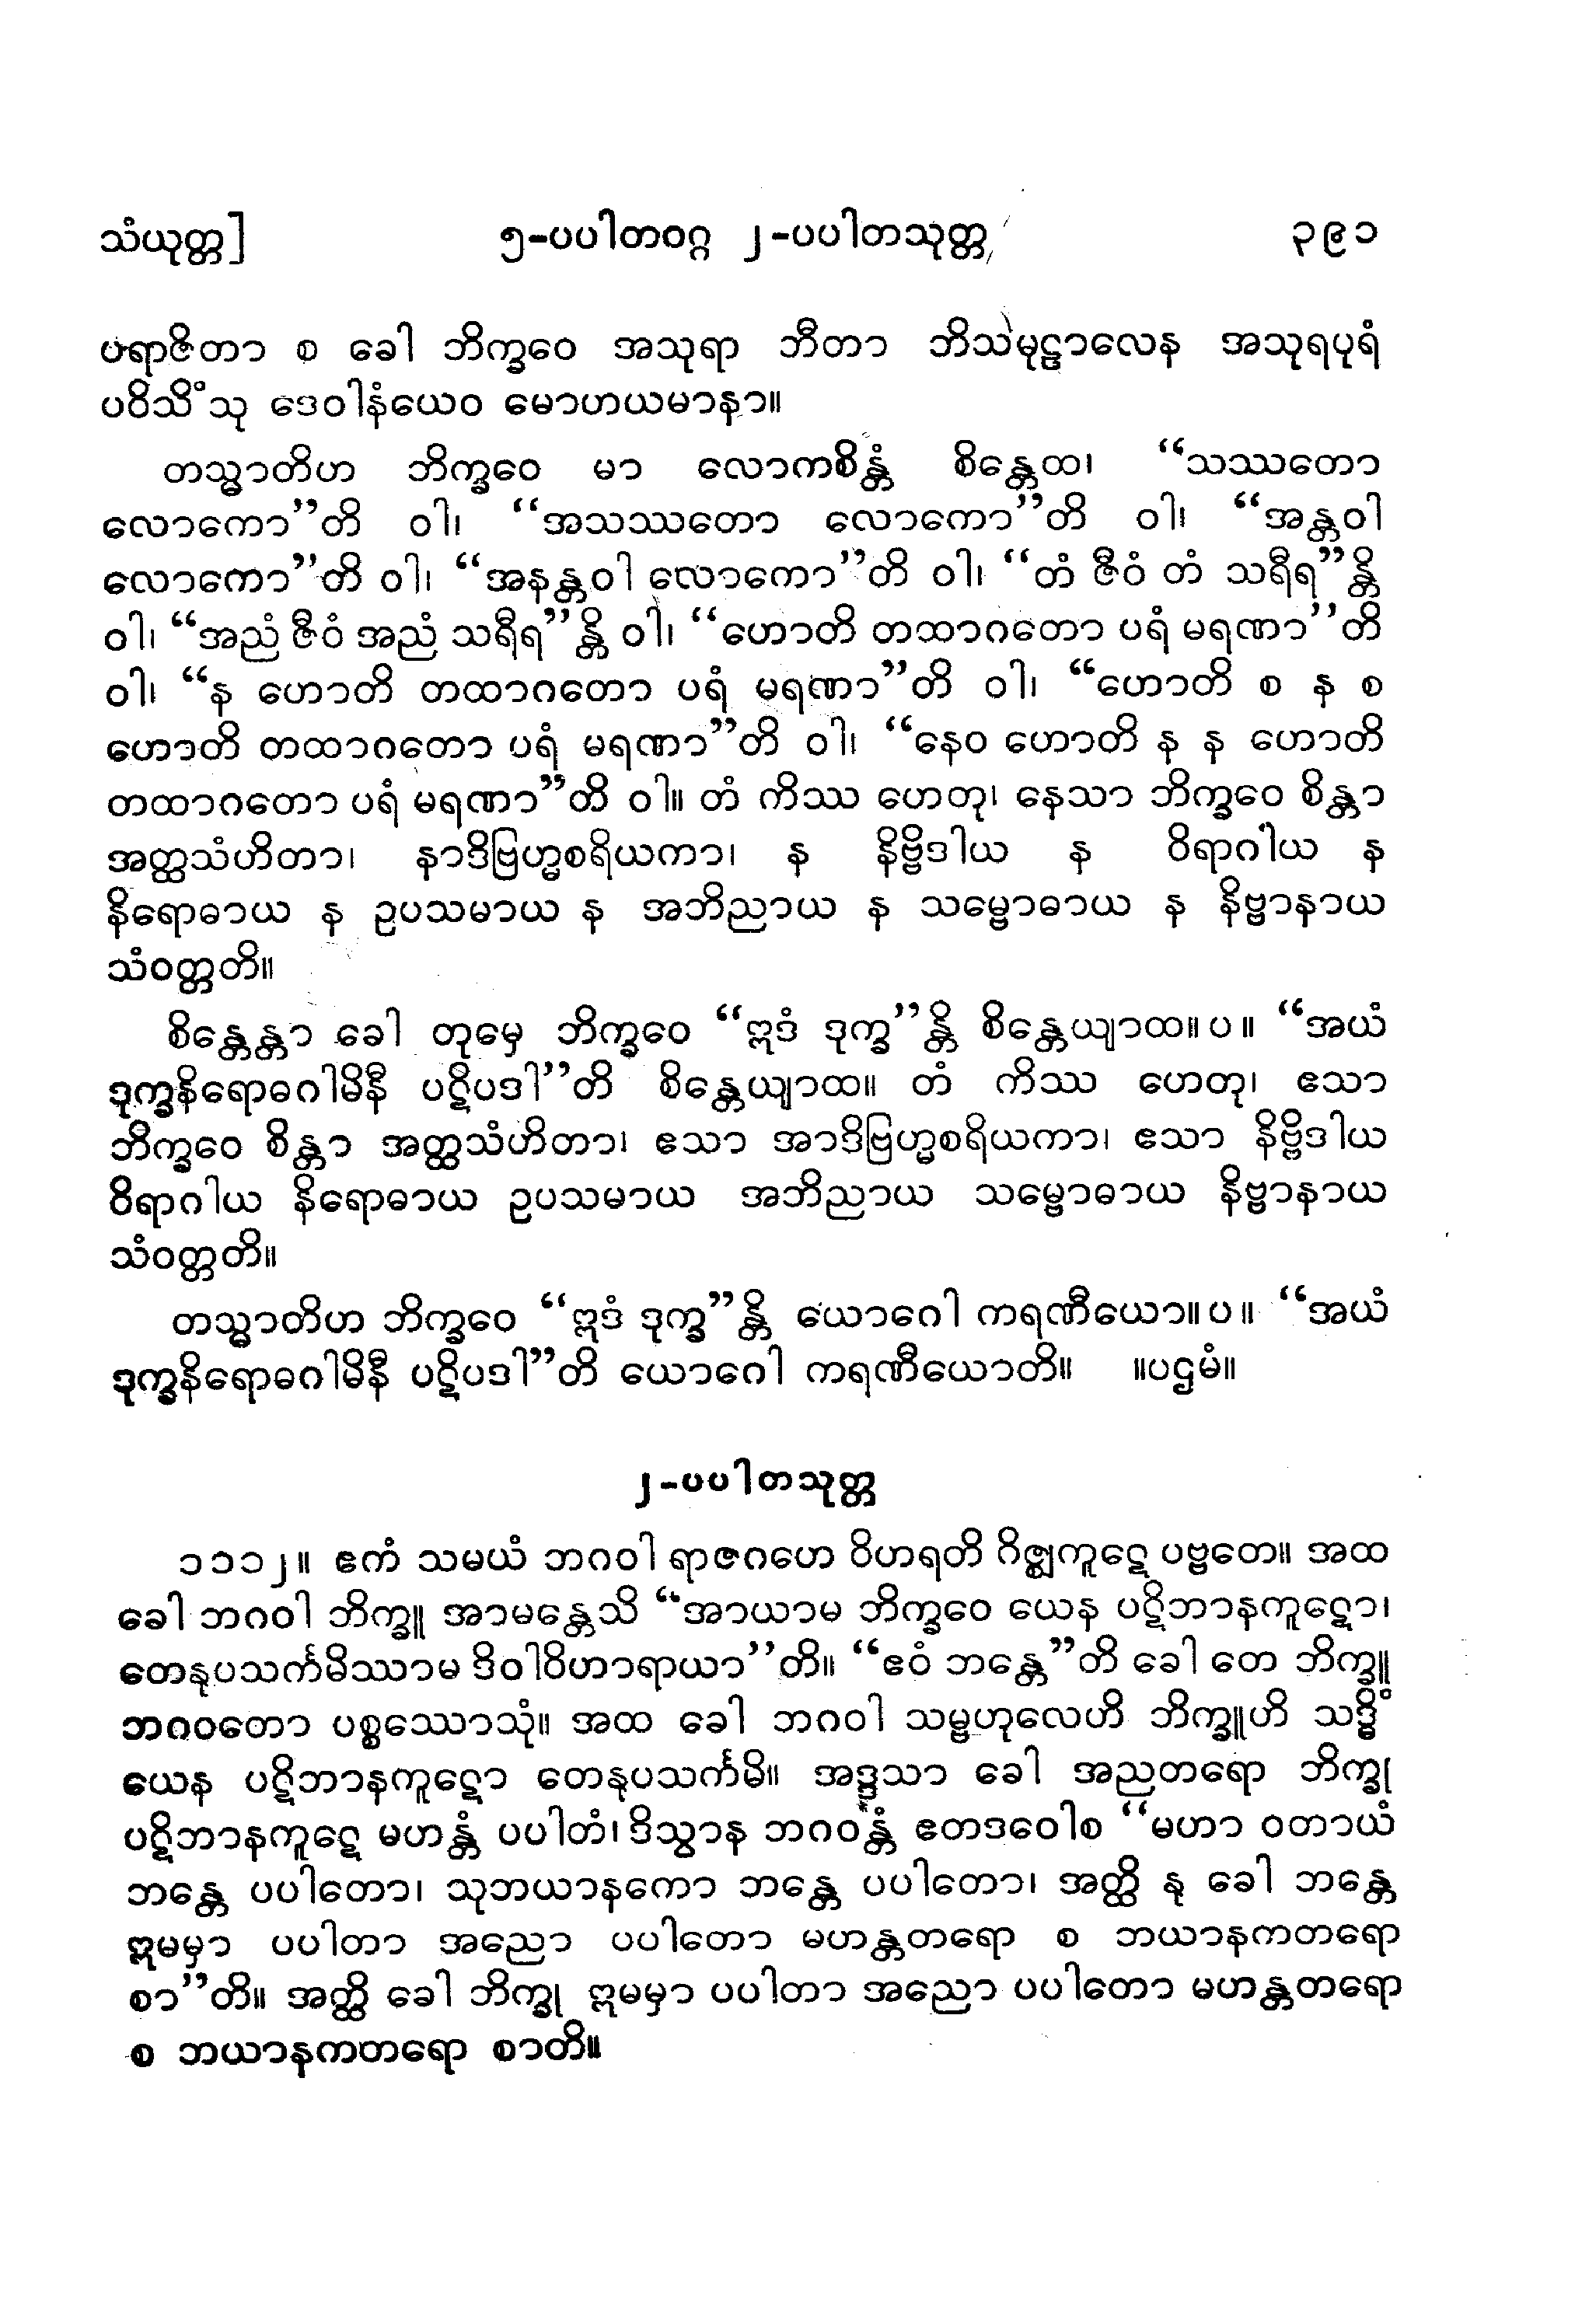 သံယုတ္တ] ၅-ပပါတဝဂ္ဂ ၂-ပပါတသုတ္တ ၃၉၁
ပရာဇိတာ စ ခေါ ဘိက္ခဝေ အသုရာ ဘီတာ ဘိသမုဠာလေန အသုရပုရံ
ပဝိသိံသု ဒေဝါနံယေဝ မောဟယမာနာ။
တသ္မာတိဟ ဘိက္ခဝေ မာ လောကစိန္တံ စိန္တေထ၊ “သဿတော
လောကော”တိ ဝါ၊ “အသဿတော လောကော”တိ ဝါ၊ “အန္တဝါ
လောကော”တိ ဝါ၊ “အနန္တဝါ လောကော”တိ ဝါ၊ “တံ ဇီဝံ တံ သရီရ”န္တိ
ဝါ၊ “အညံ ဇီဝံ အညံ သရီရ”န္တိ ဝါ၊ “ဟောတိ တထာဂတော ပရံ မရဏာ”တိ
ဝါ၊ “န ဟောတိ တထာဂတော ပရံ မရဏာ”တိ ဝါ၊ “ဟောတိ စ န စ
ဟောတိ တထာဂတော ပရံ မရဏာ”တိ ဝါ၊ “နေဝ ဟောတိ န န ဟောတိ
တထာဂတော ပရံ မရဏာ”တိ ဝါ။ တံ ကိဿ ဟေတု၊ နေသာ ဘိက္ခဝေ စိန္တာ
အတ္ထသံဟိတာ၊ နာဒိဗြဟ္မစရိယကာ၊ န နိဗ္ဗိဒါယ န ဝိရာဂါယ န
နိရောဓာယ န ဥပသမာယ န အဘိညာယ န သမ္ဗောဓာယ န နိဗ္ဗာနာယ
သံဝတ္တတိ။
စိန္တေန္တာ ခေါ တုမှေ ဘိက္ခဝေ “ဣဒံ ဒုက္ခ”န္တိ စိန္တေယျာထ။ပ။ “အယံ
ဒုက္ခနိရောဓဂါမိနီ ပဋိပဒါ”တိ စိန္တေယျာထ။ တံ ကိဿ ဟေတု၊ ဧသာ
ဘိက္ခဝေ စိန္တာ အတ္ထသံဟိတာ၊ ဧသာ အာဒိဗြဟ္မစရိယကာ၊ ဧသာ နိဗ္ဗိဒါယ
ဝိရာဂါယ နိရောဓာယ ဥပသမာယ အဘိညာယ သမ္ဗောဓာယ နိဗ္ဗာနာယ
သံဝတ္တတိ။
တသ္မာတိဟ ဘိက္ခဝေ “ဣဒံ ဒုက္ခ”န္တိ ယောဂေါ ကရဏီယော။ပ။ “အယံ
ဒုက္ခနိရောဓဂါမိနီ ပဋိပဒါ”တိ ယောဂေါ ကရဏီယောတိ။ ။ပဌမံ။
၂-ပပါတသုတ္တ
၁၁၁၂။ ဧကံ သမယံ ဘဂဝါ ရာဇဂဟေ ဝိဟရတိ ဂိဇ္ဈကူဋေ ပဗ္ဗတေ။ အထ
ခေါ ဘဂဝါ ဘိက္ခူ အာမန္တေသိ “အာယာမ ဘိက္ခဝေ ယေန ပဋိဘာနကူဋော၊
တေနုပသင်္ကမိဿာမ ဒိဝါဝိဟာရာယာ”တိ။ “ဧဝံ ဘန္တေ”တိ ခေါ တေ ဘိက္ခူ
ဘဂဝတော ပစ္စဿောသုံ။ အထ ခေါ ဘဂဝါ သမ္ဗဟုလေဟိ ဘိက္ခူဟိ သဒ္ဓိံ
ယေန ပဋိဘာနကူဋော တေနုပသင်္ကမိ။ အဒ္ဒသာ ခေါ အညတရော ဘိက္ခု
ပဋိဘာနကူဋေ မဟန္တံ ပပါတံ၊ ဒိသွာန ဘဂဝန္တံ ဧတဒဝေါစ “မဟာ ဝတာယံ
ဘန္တေ ပပါတော၊ သုဘယာနကော ဘန္တေ ပပါတော၊ အတ္ထိ နု ခေါ ဘန္တေ
ဣမမှာ ပပါတာ အညော ပပါတော မဟန္တတရော စ ဘယာနကတရော
စာ”တိ။ အတ္ထိ ခေါ ဘိက္ခု ဣမမှာ ပပါတာ အညော ပပါတော မဟန္တတရော
စ ဘယာနကတရော စာတိ။